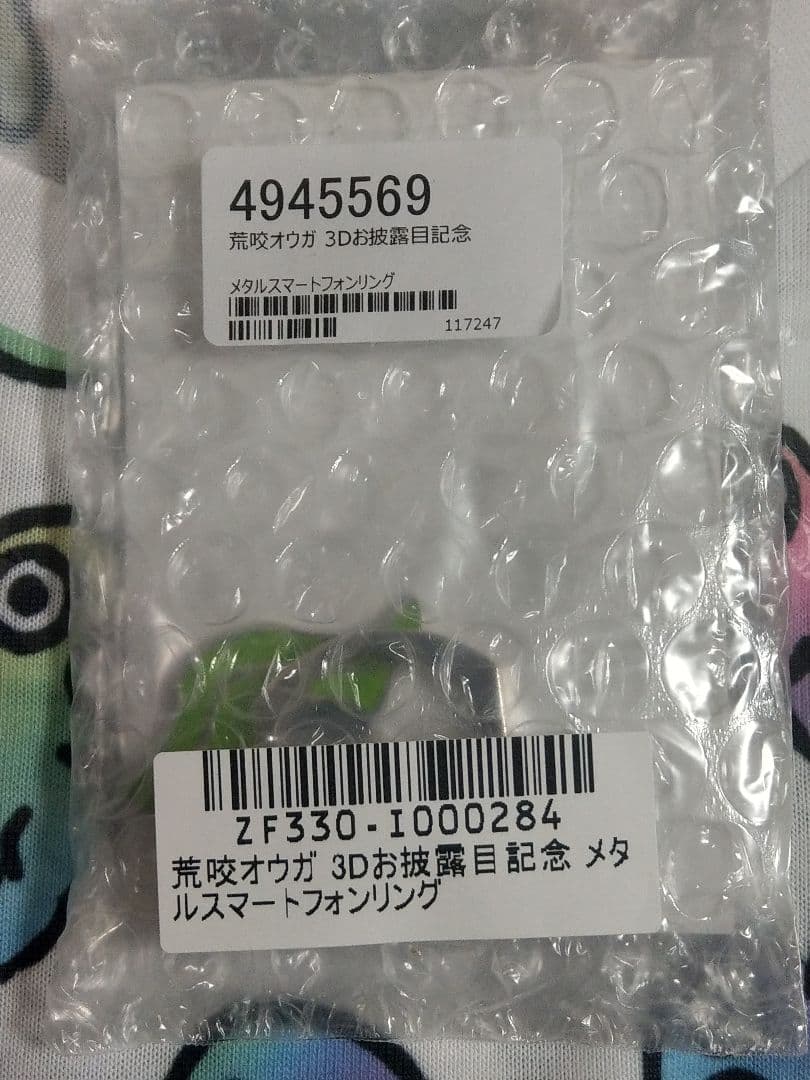 4945569
荒咬オウガ 3Dお披露目記念
メタルスマートフォンリング
117247
ZF330-I000284
荒咬オウガ 3Dお披露目記念 メタ
ルスマートフォンリング